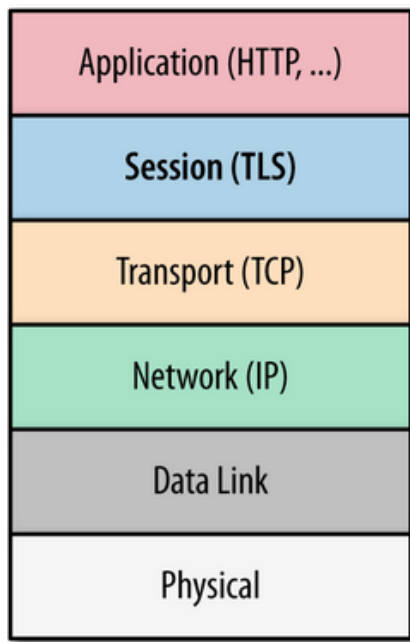 Application (HTTP, ...)
Session (TLS)
Transport (TCP)
Network (IP)
Data Link
Physical